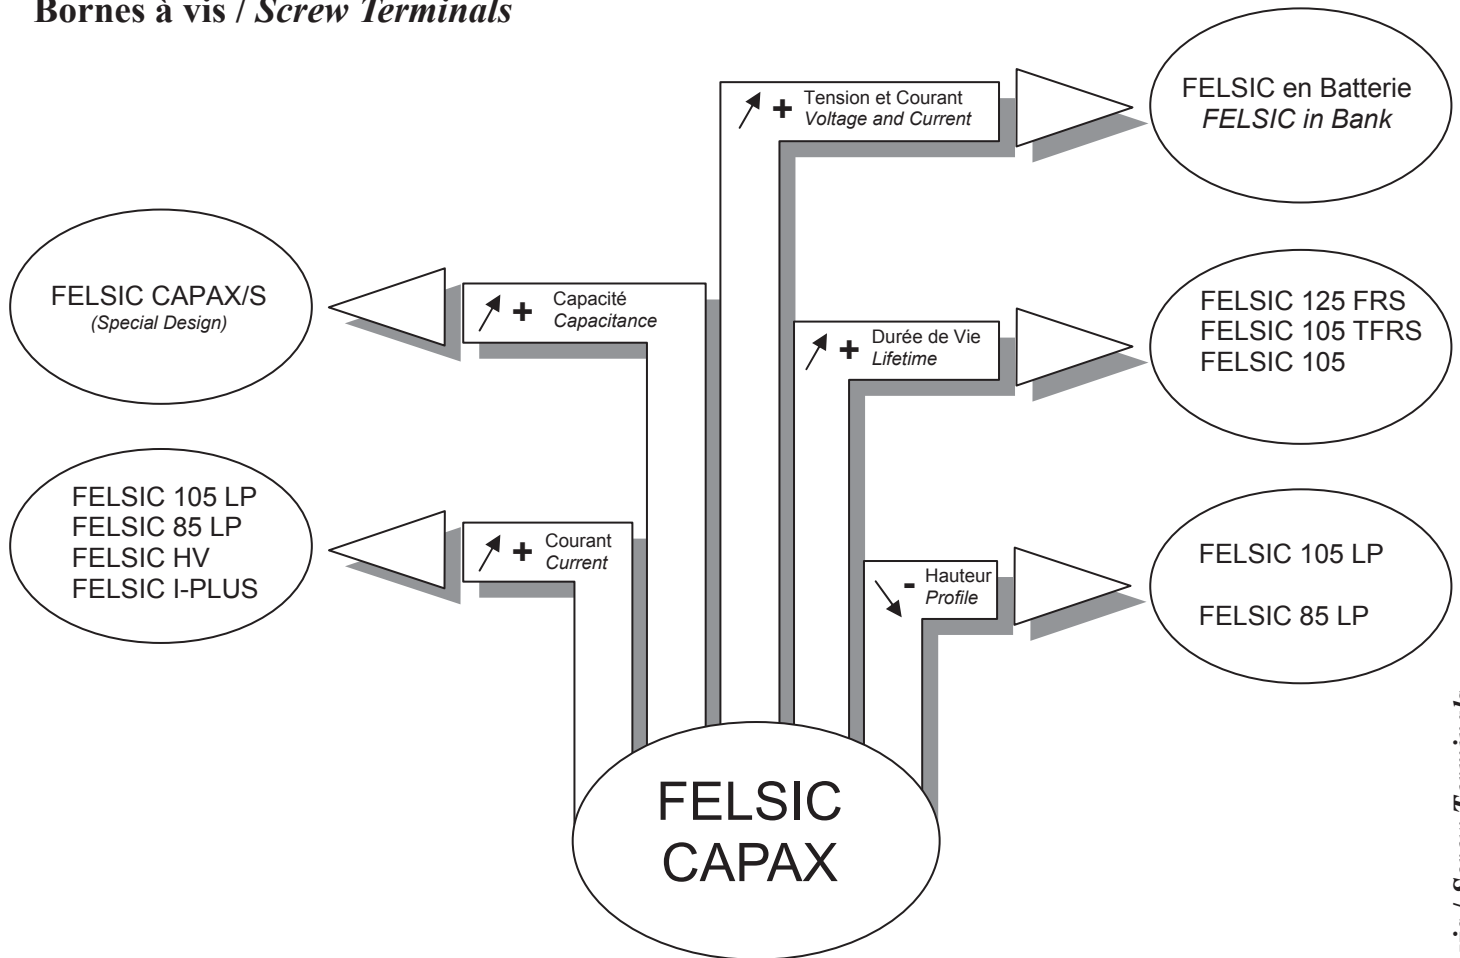 Bornes à vis / Screw Terminals
+ Tension et Courant
Voltage and Current
FELSIC en Batterie
FELSIC in Bank
FELSIC CAPAX/S
(Special Design)
+ Capacité
Capacitance
+ Durée de Vie
Lifetime
FELSIC 125 FRS
FELSIC 105 TFRS
FELSIC 105
FELSIC 105 LP
FELSIC 85 LP
FELSIC HV
FELSIC I-PLUS
+ Courant
Current
- Hauteur
Profile
FELSIC 105 LP
FELSIC 85 LP
FELSIC
CAPAX